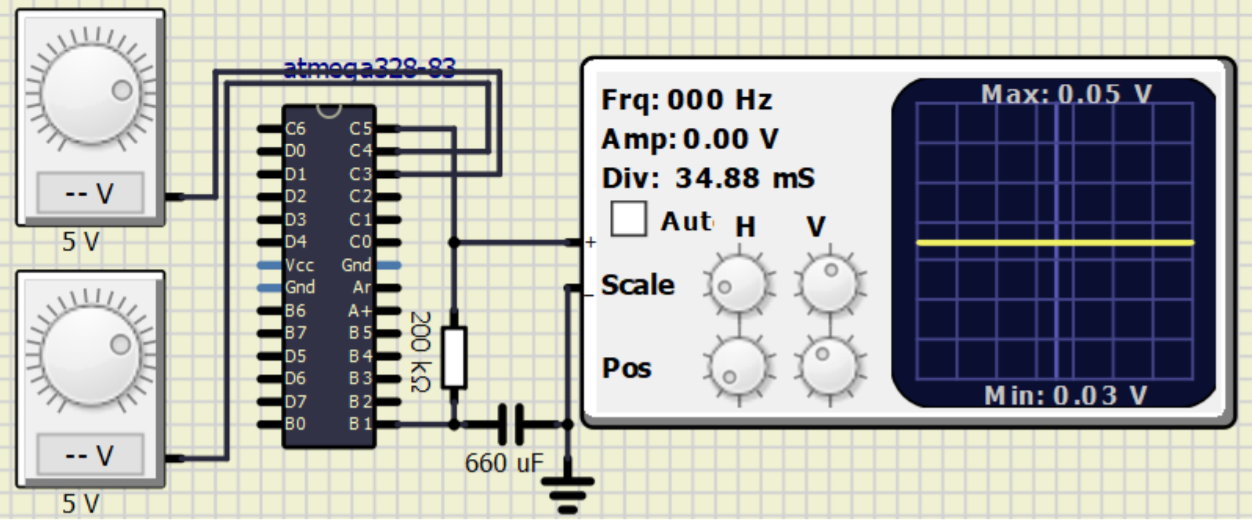 -- V
5 V
-- V
5 V
atmega328-83
C6 C5
D0 C4
D1 C3
D2 C2
D3 C1
D4 C0
Vcc Gnd
Gnd Ar
B6 A+
B7 B5
D5 B4
D6 B3
D7 B2
B0 B1
200 kΩ
660 uF
Frq: 000 Hz
Amp: 0.00 V
Div: 34.88 mS
Aut
H V
+
-
Scale
Pos
Max: 0.05 V
Min: 0.03 V